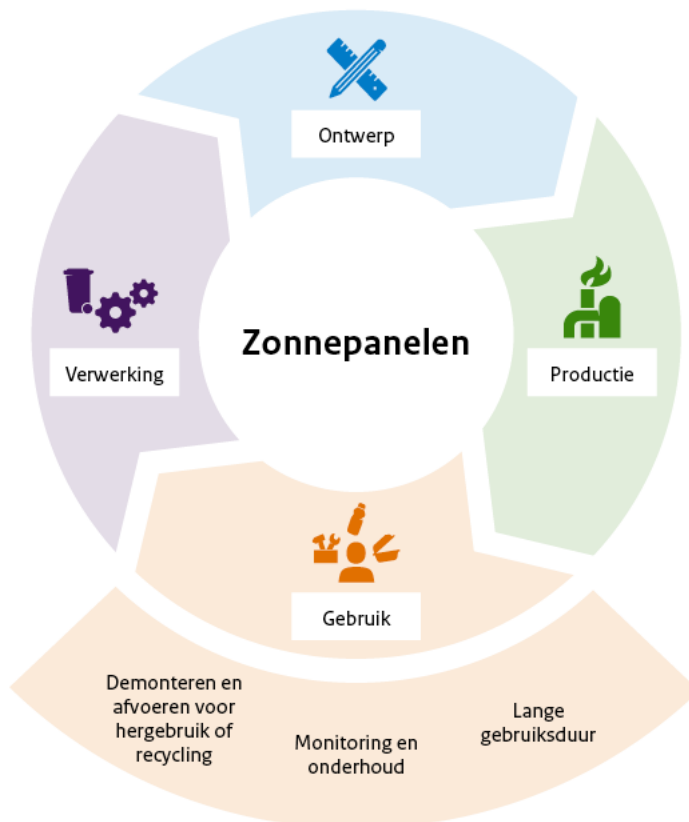 Ontwerp
Zonnepanelen
Verwerking
Productie
Gebruik
Demonteren en
afvoeren voor
hergebruik of
recycling
Monitoring en
onderhoud
Lange
gebruiksduur